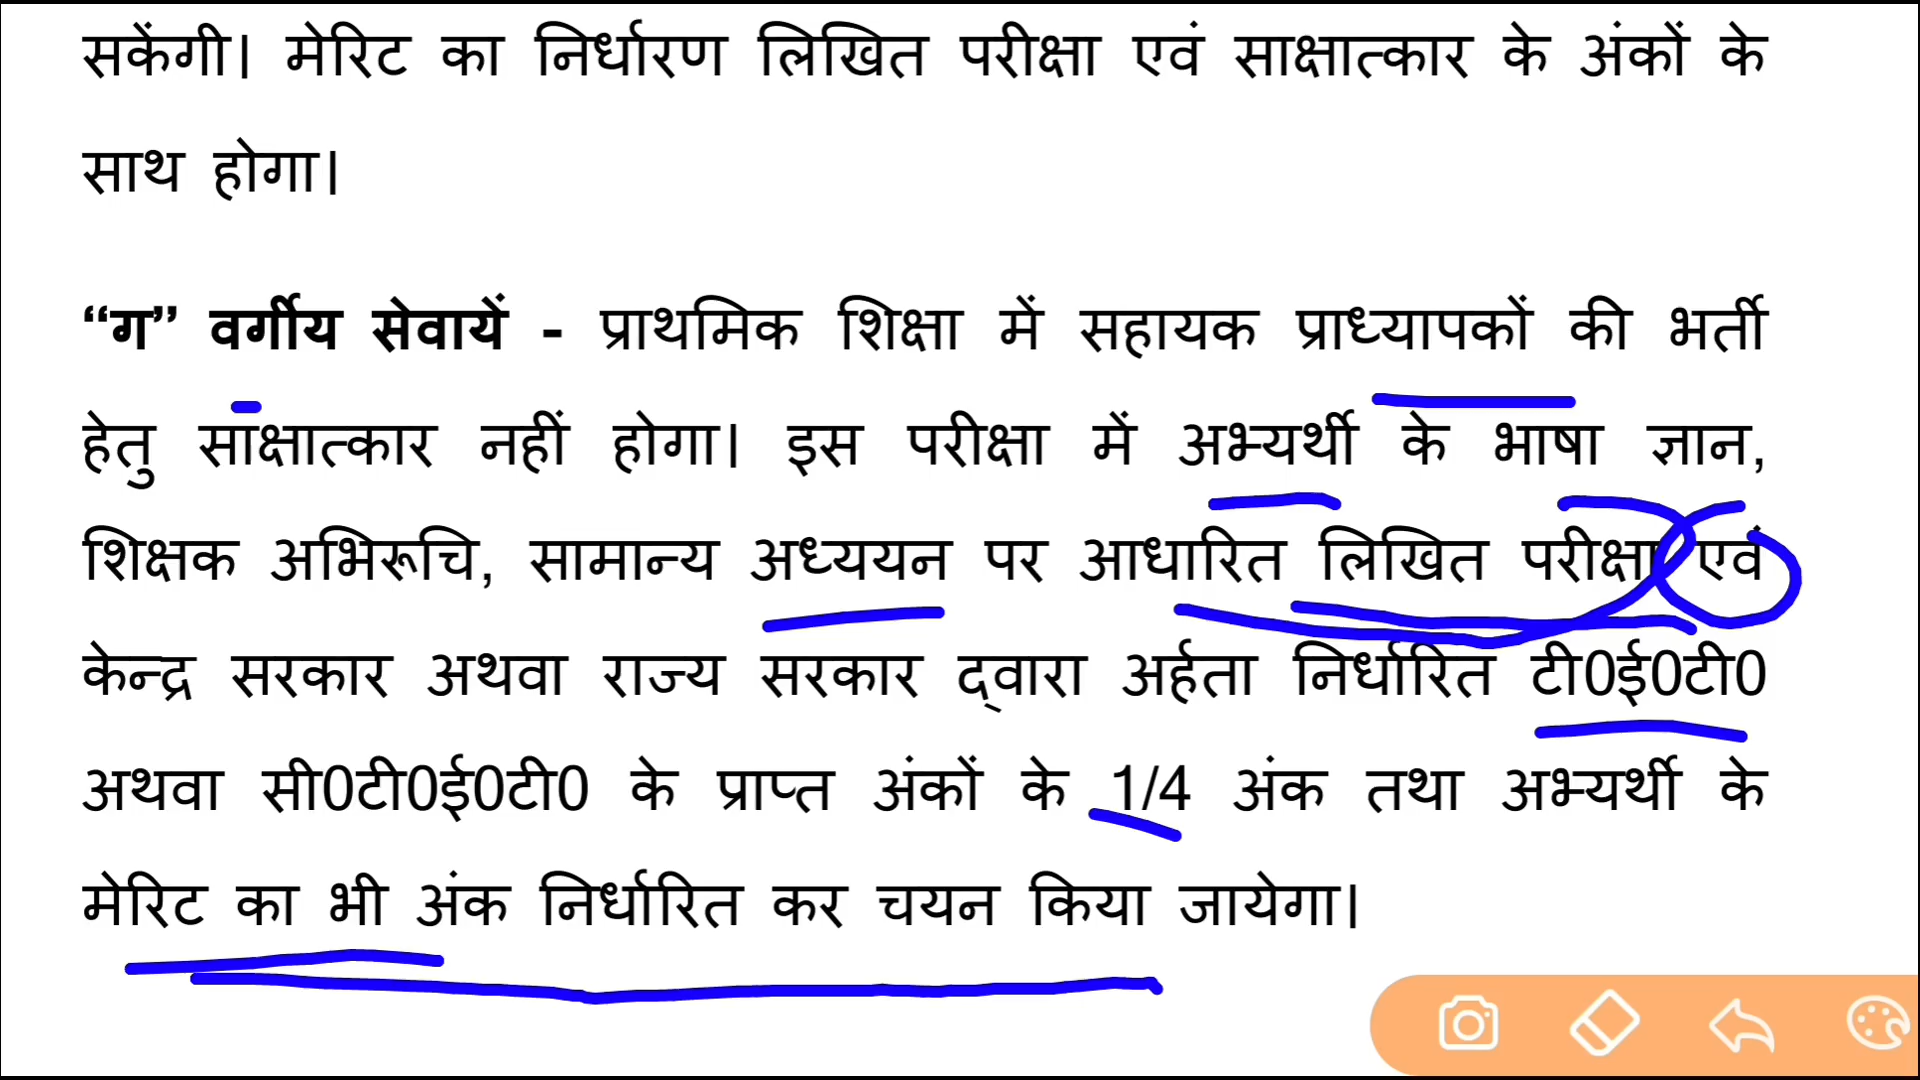 सकेंगी। मेरिट का निर्धारण लिखित परीक्षा एवं साक्षात्कार के अंकों के
साथ होगा।
“ग” वर्गीय सेवायें - प्राथमिक शिक्षा में सहायक प्राध्यापकों की भर्ती
हेतु साक्षात्कार नहीं होगा। इस परीक्षा में अभ्यर्थी के भाषा ज्ञान,
शिक्षक अभिरूचि, सामान्य अध्ययन पर आधारित लिखित परीक्षा एवं
केन्द्र सरकार अथवा राज्य सरकार द्वारा अर्हता निर्धारित टी0ई0टी0
अथवा सी0टी0ई0टी0 के प्राप्त अंकों के 1/4 अंक तथा अभ्यर्थी के
मेरिट का भी अंक निर्धारित कर चयन किया जायेगा।